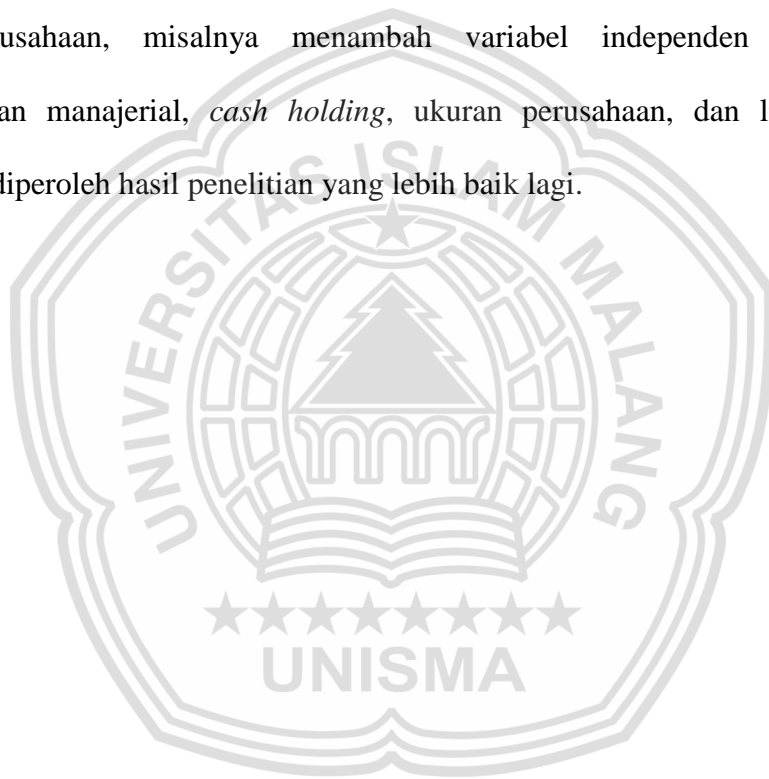 usahaan, misalnya menambah variabel independen
an manajerial, cash holding, ukuran perusahaan, dan l
diperoleh hasil penelitian yang lebih baik lagi.
UNIVERSITAS ISLAM MALANG
UNISMA